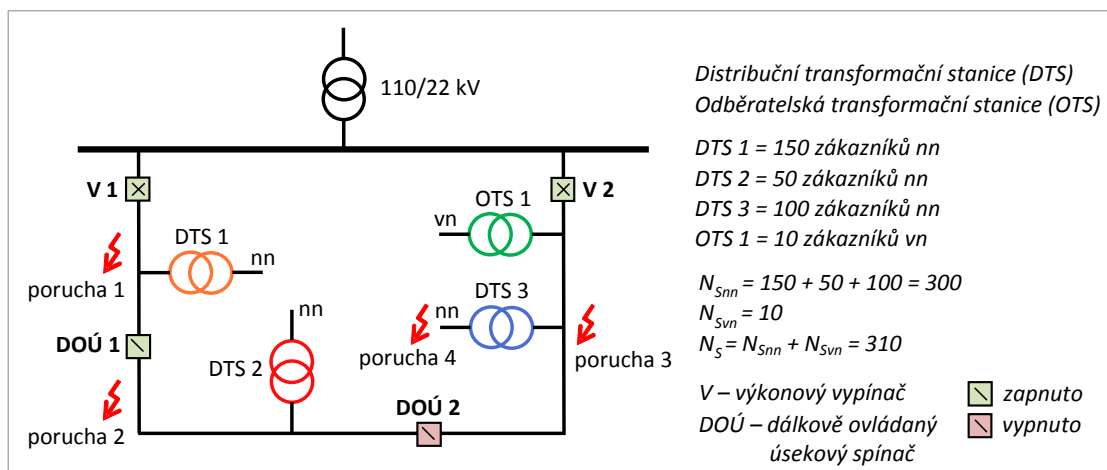 110/22 kV
V 1
V 2
OTS 1
vn
DTS 1
nn
porucha 1
DTS 3
nn
nn
DOÚ 1
porucha 4
porucha 3
DTS 2
DOÚ 2
porucha 2
Distribuční transformační stanice (DTS)
Odběratelská transformační stanice (OTS)
DTS 1 = 150 zákazníků nn
DTS 2 = 50 zákazníků nn
DTS 3 = 100 zákazníků nn
OTS 1 = 10 zákazníků vn
N_Snn = 150 + 50 + 100 = 300
N_Svn = 10
N_S = N_Snn + N_Svn = 310
V – výkonový vypínač
zapnuto
DOÚ – dálkově ovládaný
úsekový spínač
vypnuto